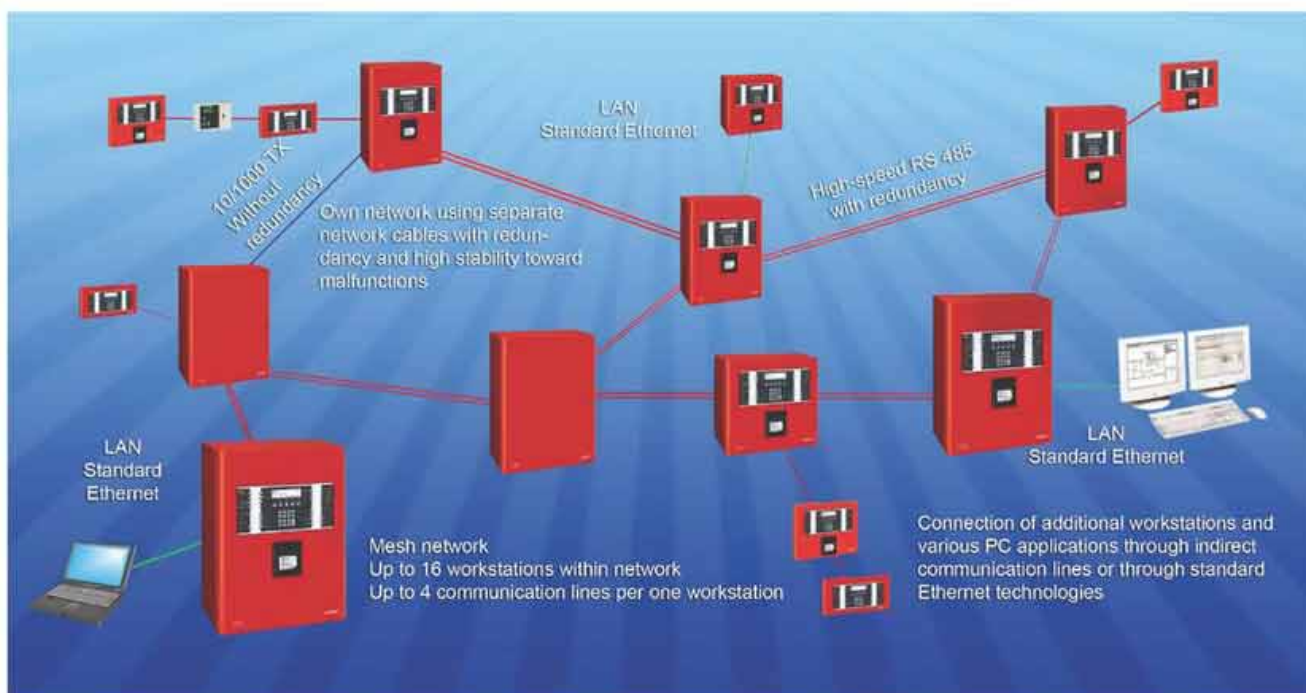 LAN
Standard Ethernet
10/1000 TX
Without
redundancy
High-speed RS 485
with redundancy
Own network using separate
network cables with redun-
dancy and high stability toward
malfunctions
LAN
Standard
Ethernet
LAN
Standard Ethernet
Mesh network
Up to 16 workstations within network
Up to 4 communication lines per one workstation
Connection of additional workstations and
various PC applications through indirect
communication lines or through standard
Ethernet technologies